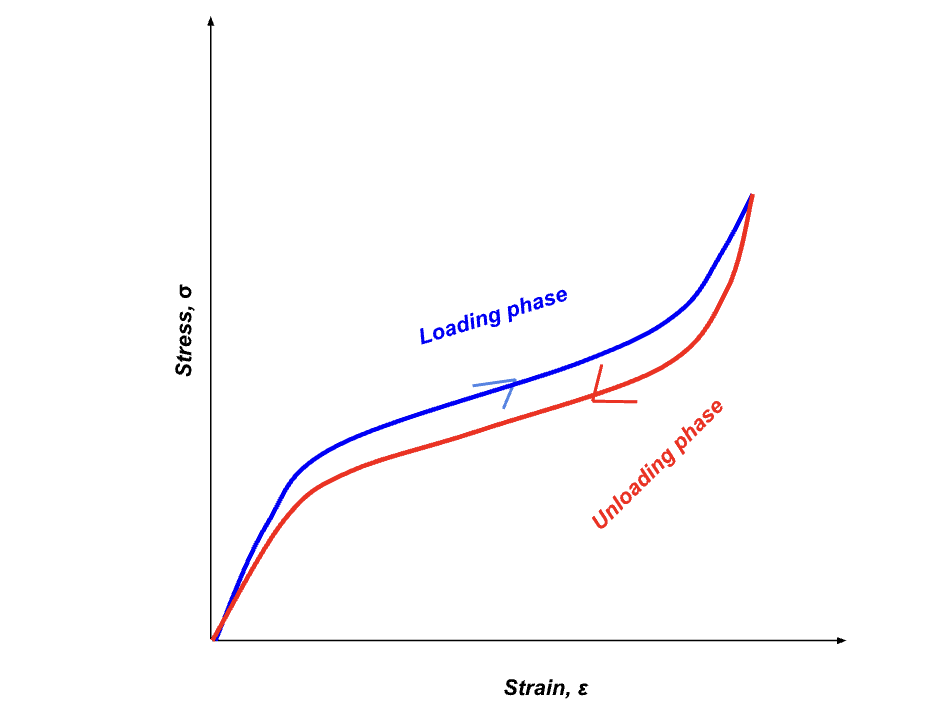 Stress, σ
Loading phase
Unloading phase
Strain, ε